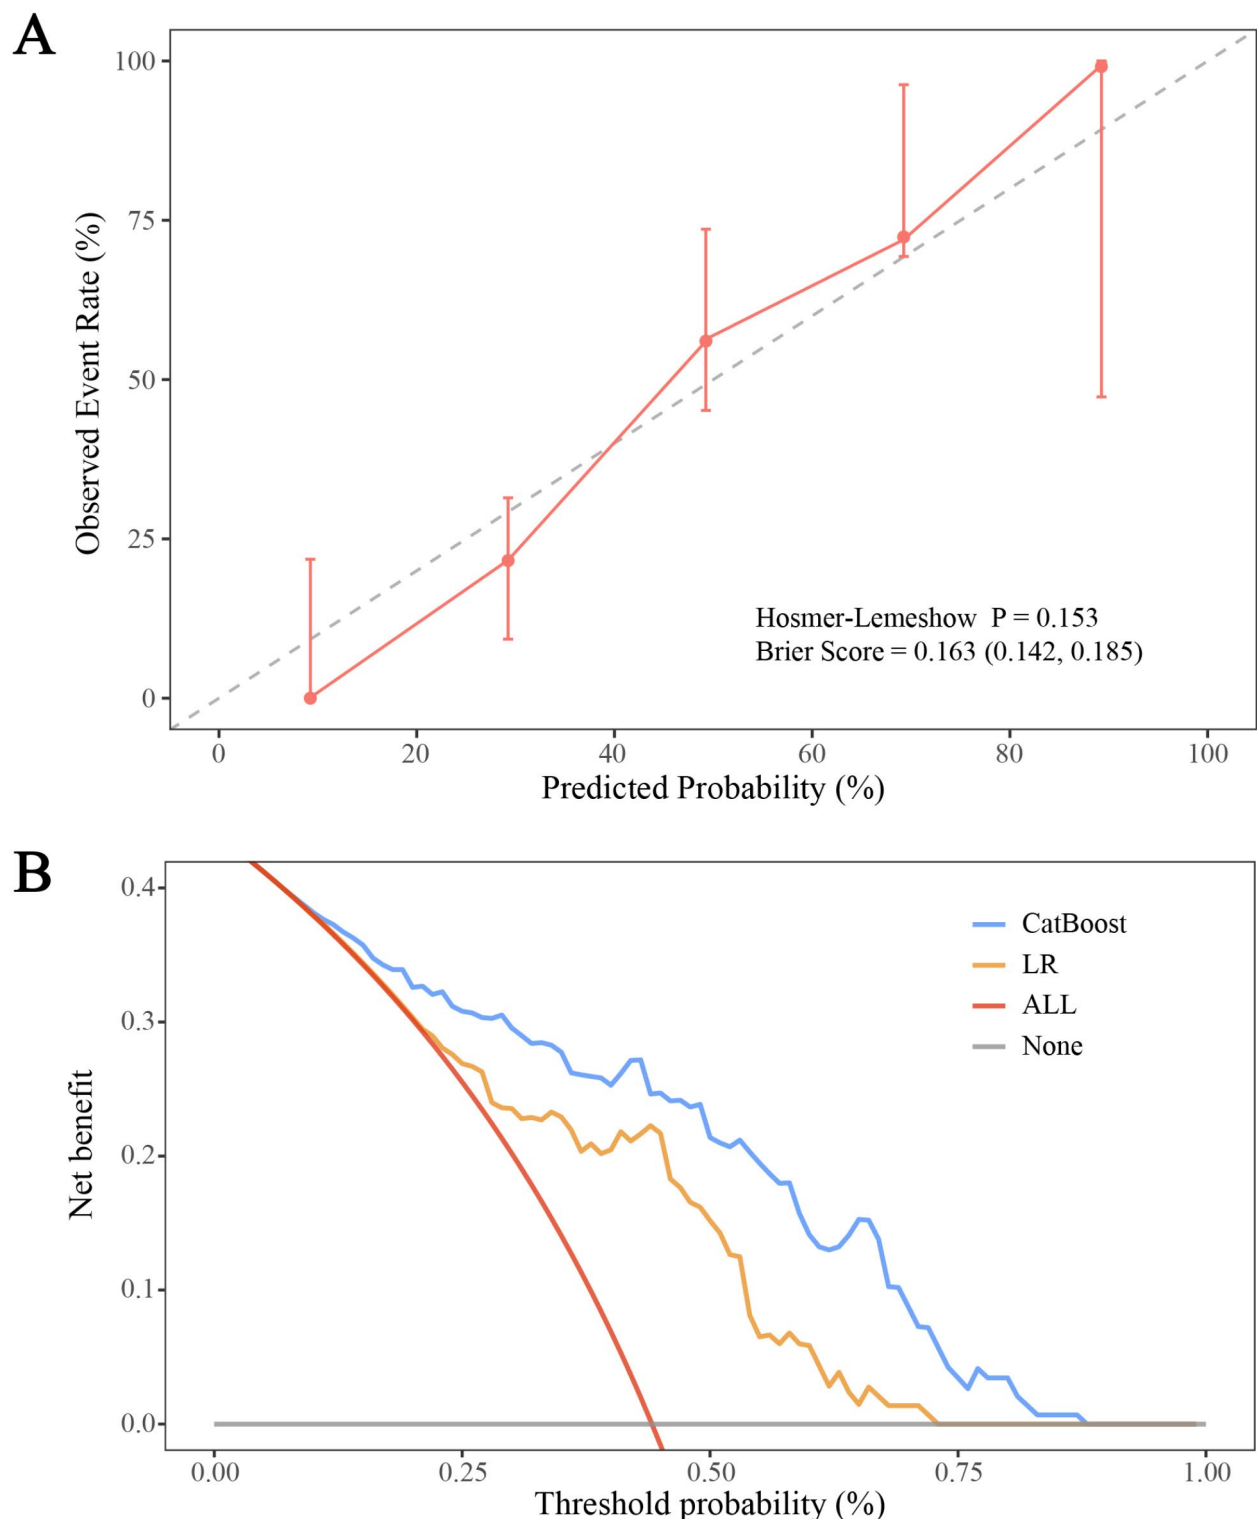 A
100
75
50
25
0
Observed Event Rate (%)
Hosmer-Lemeshow P = 0.153
Brier Score = 0.163 (0.142, 0.185)
0 20 40 60 80 100
Predicted Probability (%)
B
0.4
0.3
0.2
0.1
0.0
Net benefit
CatBoost
LR
ALL
None
0.00 0.25 0.50 0.75 1.00
Threshold probability (%)